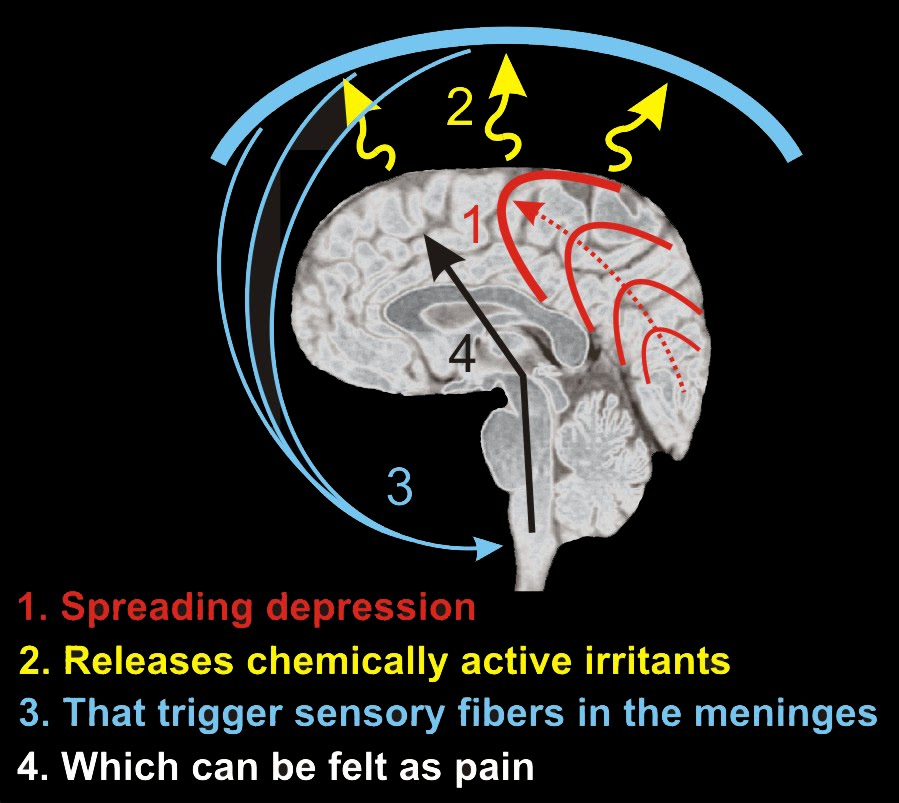 2
1
4
3
1. Spreading depression
2. Releases chemically active irritants
3. That trigger sensory fibers in the meninges
4. Which can be felt as pain